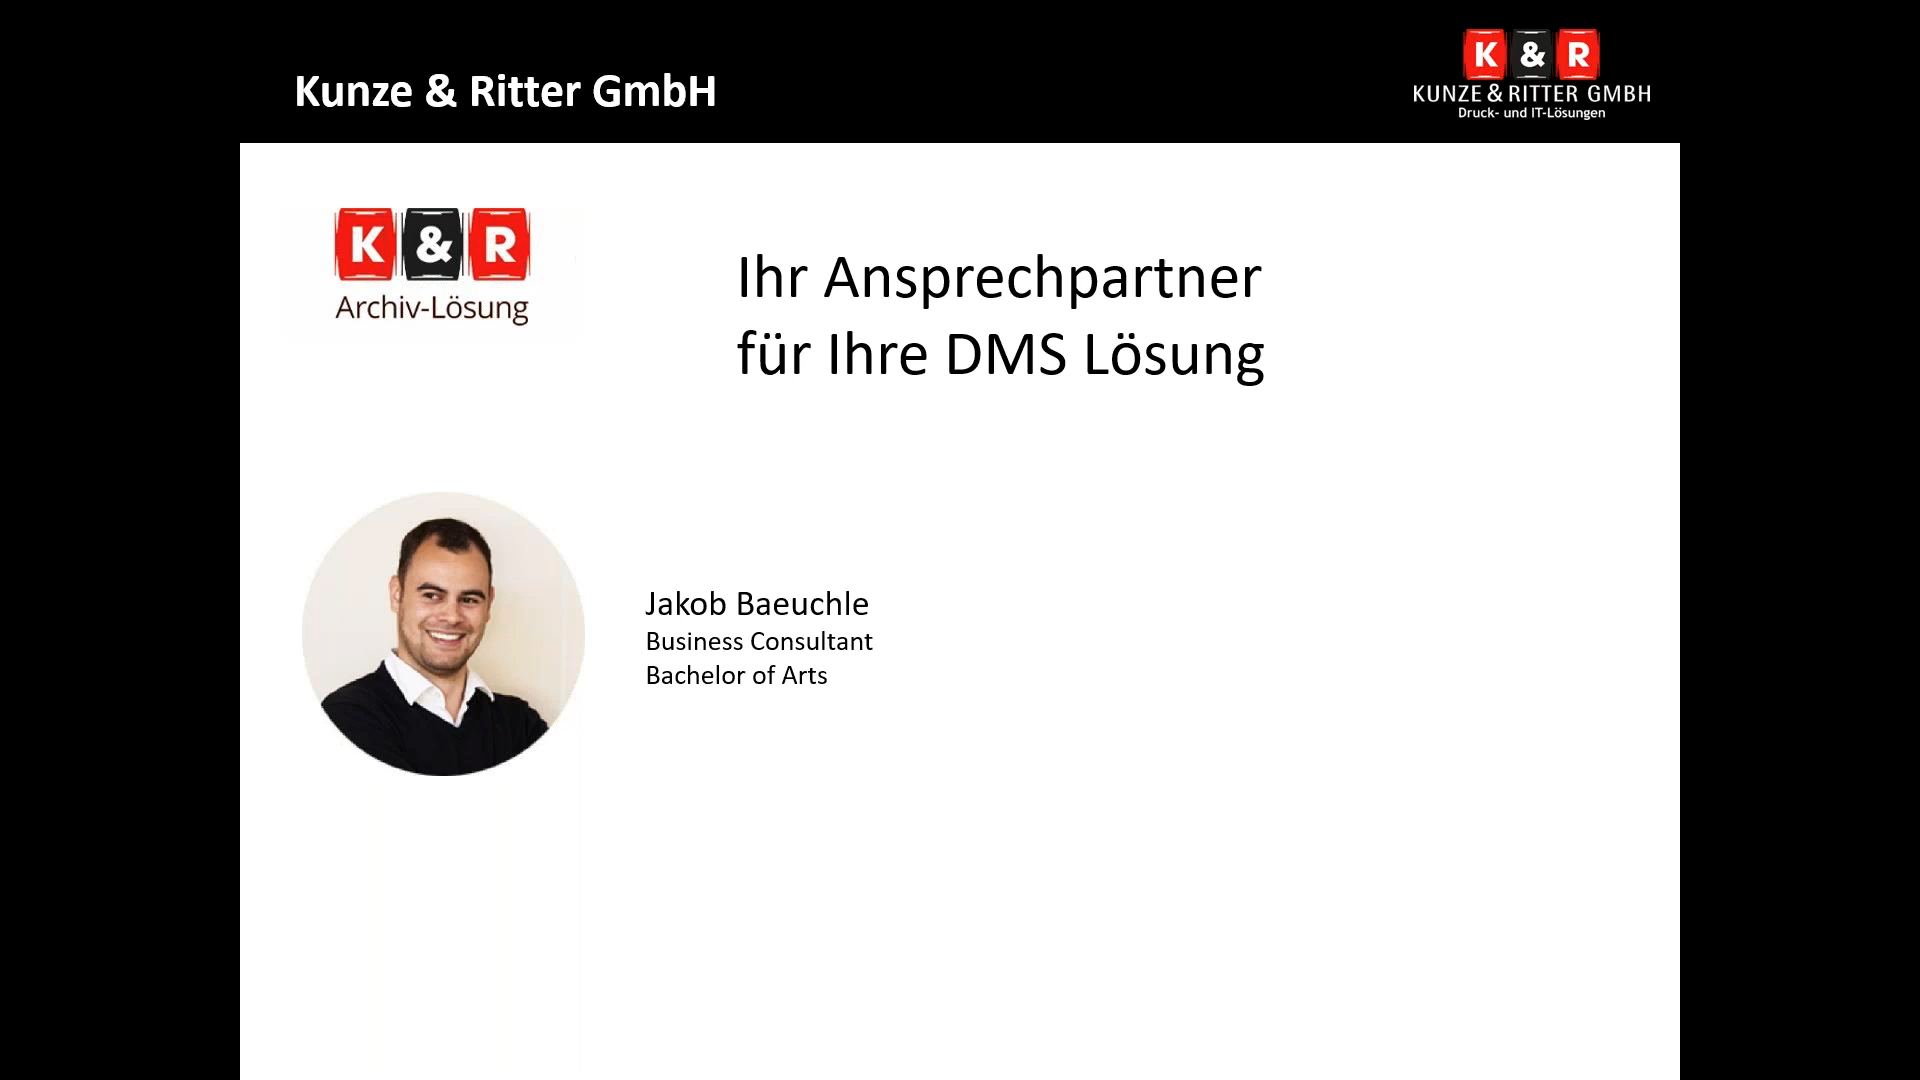 Kunze & Ritter GmbH
K & R
KUNZE & RITTER GMBH
Druck- und IT-Lösungen
K & R
Archiv-Lösung
Ihr Ansprechpartner
für Ihre DMS Lösung
Jakob Baeuchle
Business Consultant
Bachelor of Arts